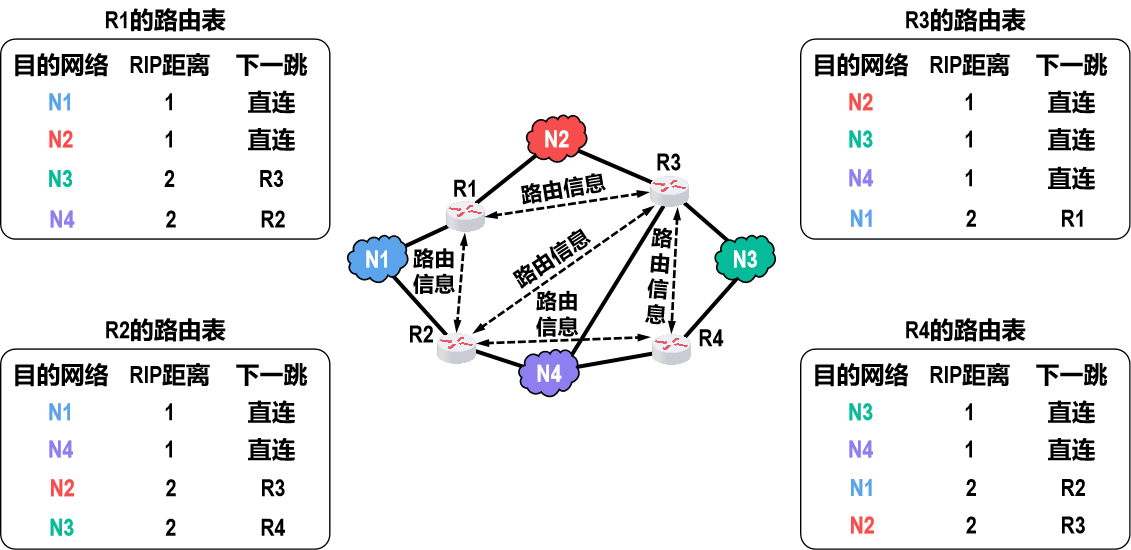 R1的路由表
目的网络 RIP距离 下一跳
N1 1 直连
N2 1 直连
N3 2 R3
N4 2 R2
R3的路由表
目的网络 RIP距离 下一跳
N2 1 直连
N3 1 直连
N4 1 直连
N1 2 R1
N2
R3
R1
路由信息
N1
路由
信息
路由信息
路
由
信
息
N3
路由
信息
R2
R4
N4
R2的路由表
目的网络 RIP距离 下一跳
N1 1 直连
N4 1 直连
N2 2 R3
N3 2 R4
R4的路由表
目的网络 RIP距离 下一跳
N3 1 直连
N4 1 直连
N1 2 R2
N2 2 R3